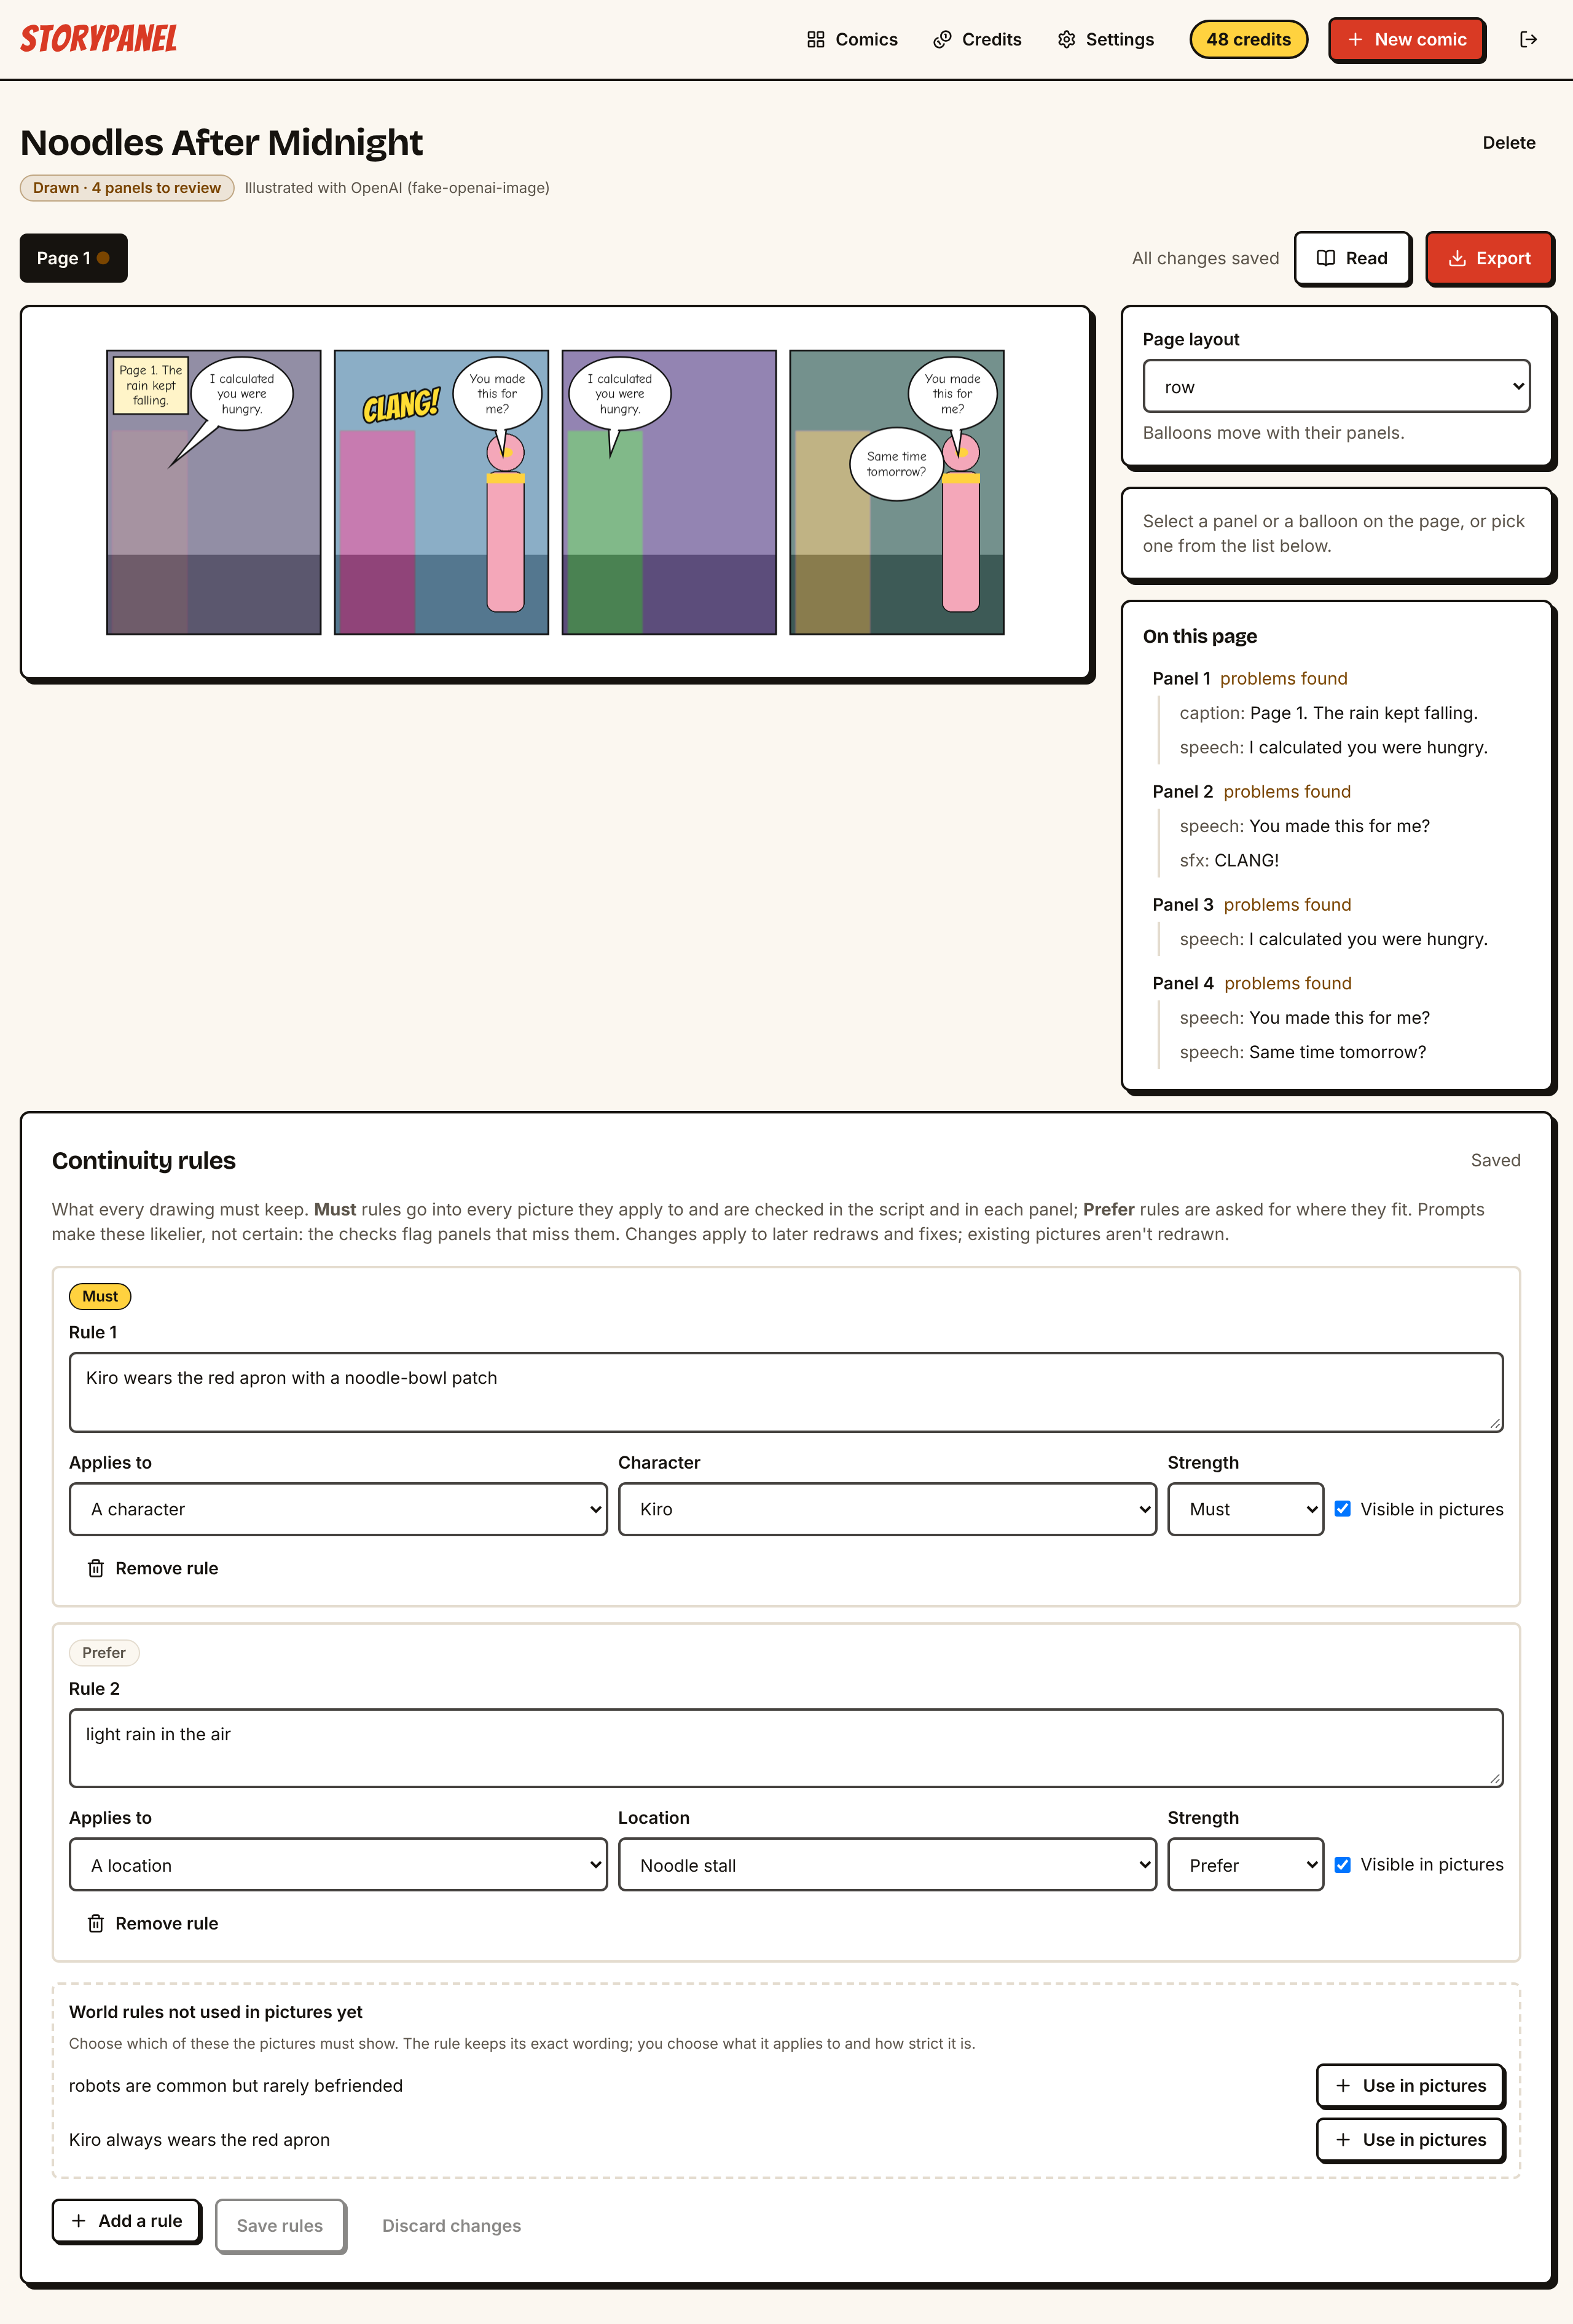 STORYPANEL
Comics
Credits
Settings
48 credits
New comic
Noodles After Midnight
Delete
Drawn · 4 panels to review
Illustrated with OpenAI (fake-openai-image)
Page 1
All changes saved
Read
Export
Page 1. The
rain kept
falling.
I calculated
you were
hungry.
CLANG!
You made
this for
me?
I calculated
you were
hungry.
You made
this for
me?
Same time
tomorrow?
Page layout
row
Balloons move with their panels.
Select a panel or a balloon on the page, or pick
one from the list below.
On this page
Panel 1 problems found
caption: Page 1. The rain kept falling.
speech: I calculated you were hungry.
Panel 2 problems found
speech: You made this for me?
sfx: CLANG!
Panel 3 problems found
speech: I calculated you were hungry.
Panel 4 problems found
speech: You made this for me?
speech: Same time tomorrow?
Continuity rules
Saved
What every drawing must keep. Must rules go into every picture they apply to and are checked in the script and in each panel; Prefer rules are asked for where they fit. Prompts
make these likelier, not certain: the checks flag panels that miss them. Changes apply to later redraws and fixes; existing pictures aren't redrawn.
Must
Rule 1
Kiro wears the red apron with a noodle-bowl patch
Applies to
Character
Strength
A character
Kiro
Must
Visible in pictures
Remove rule
Prefer
Rule 2
light rain in the air
Applies to
Location
Strength
A location
Noodle stall
Prefer
Visible in pictures
Remove rule
World rules not used in pictures yet
Choose which of these the pictures must show. The rule keeps its exact wording; you choose what it applies to and how strict it is.
robots are common but rarely befriended
Use in pictures
Kiro always wears the red apron
Use in pictures
Add a rule
Save rules
Discard changes